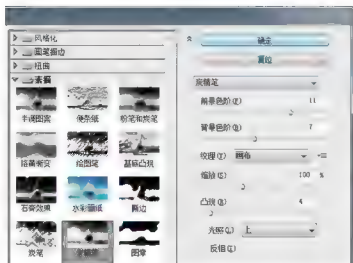 风格化
画笔描边
扭曲
素描
半调图案 便条纸 粉笔和炭笔
铬黄渐变 绘图笔 基底凸现
石膏效果 水彩画纸 撕边
炭笔 炭精笔 图章
确定
复位
炭精笔
前景色阶(F) 11
背景色阶(B) 7
纹理(T) 画布
缩放(S) 100 %
凸现(R) 4
光照(L) 上
反相(I)